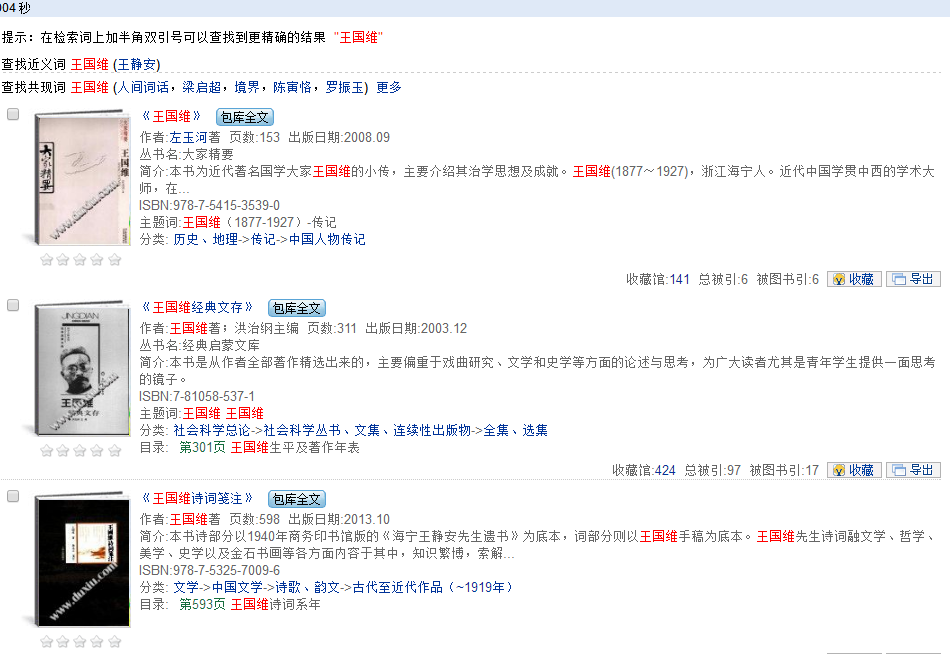 004 秒
提示：在检索词上加半角双引号可以查找到更精确的结果 "王国维"
查找近义词 王国维 (王静安)
查找共现词 王国维 (人间词话，梁启超，境界，陈寅恪，罗振玉) 更多
《王国维》 包库全文
作者:左玉河著 页数:153 出版日期:2008.09
丛书名:大家精要
简介:本书为近代著名国学大家王国维的小传，主要介绍其治学思想及成就。王国维(1877～1927)，浙江海宁人。近代中国学贯中西的学术大
师，在...
ISBN:978-7-5415-3539-0
主题词:王国维（1877-1927）-传记
分类: 历史、地理->传记->中国人物传记
大家精要
王国维
www.duxiu.com
收藏馆:141 总被引:6 被图书引:6 收藏 导出
《王国维经典文存》 包库全文
作者:王国维著；洪治纲主编 页数:311 出版日期:2003.12
丛书名:经典启蒙文库
简介:本书是从作者全部著作精选出来的，主要偏重于戏曲研究、文学和史学等方面的论述与思考，为广大读者尤其是青年学生提供一面思考
的镜子。
ISBN:7-81058-537-1
主题词:王国维 王国维
分类: 社会科学总论->社会科学丛书、文集、连续性出版物->全集、选集
目录: 第301页 王国维生平及著作年表
JINGDIAN
王国维
经典文存
www.duxiu.com
收藏馆:424 总被引:97 被图书引:17 收藏 导出
《王国维诗词笺注》 包库全文
作者:王国维著 页数:598 出版日期:2013.10
简介:本书诗部分以1940年商务印书馆版的《海宁王静安先生遗书》为底本，词部分则以王国维手稿为底本。王国维先生诗词融文学、哲学、
美学、史学以及金石书画等各方面内容于其中，知识繁博，索解...
ISBN:978-7-5325-7009-6
分类: 文学->中国文学->诗歌、韵文->古代至近代作品（~1919年）
目录: 第593页 王国维诗词系年
王国维诗词笺注
www.duxiu.com